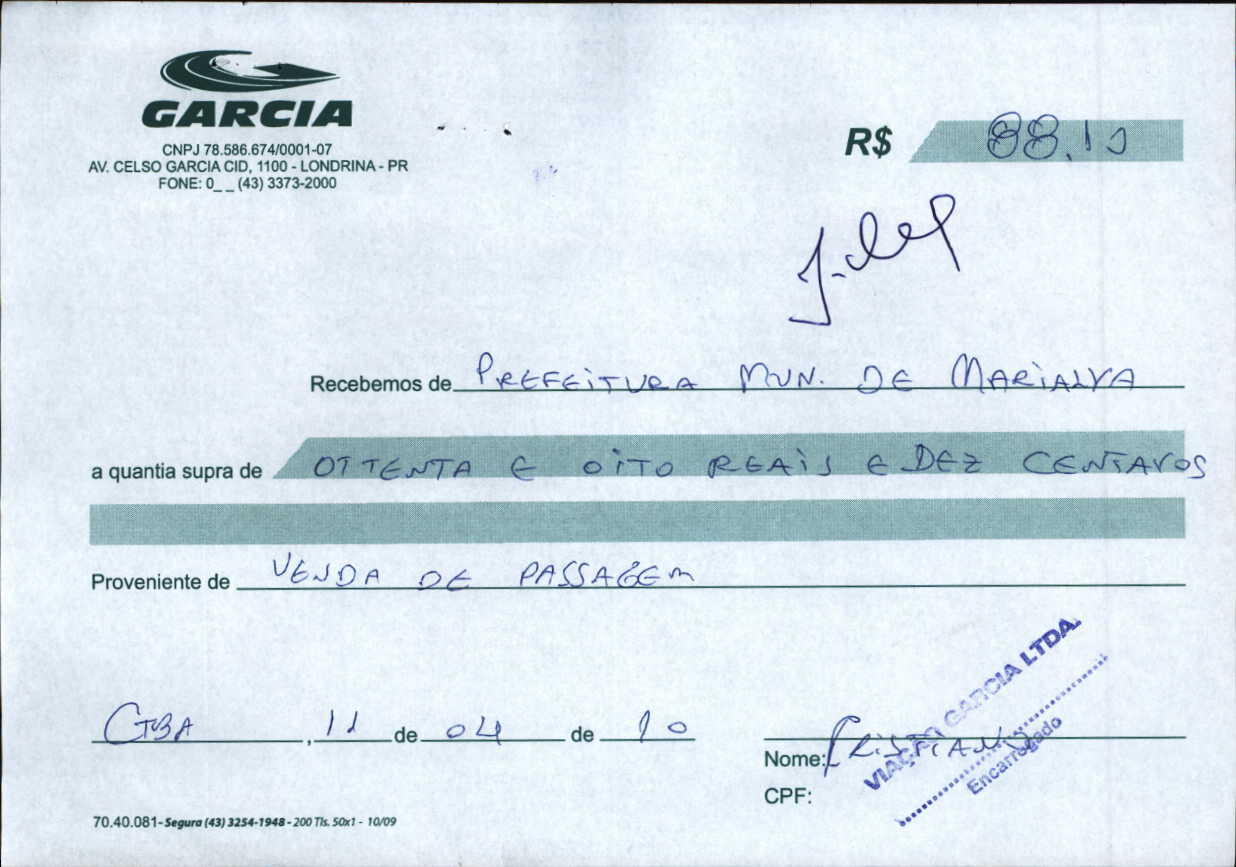 GARCIA
CNPJ 78.586.674/0001-07
AV. CELSO GARCIA CID, 1100 - LONDRINA - PR
FONE: 0_ _ (43) 3373-2000
R$ 88,10
Recebemos de PREFEITURA MUN. DE MARIALVA
a quantia supra de OTTENTA E OITO REAIS E DEZ CENTAVOS
Proveniente de VENDA DE PASSAGEM
CTBA, 11 de 04 de 10
VIAÇÃO GARCIA LTDA.
Encarregado
Nome: CRISTIANO
CPF:
70.40.081 - Segura (43) 3254-1948 - 200 Tls. 50x1 - 10/09